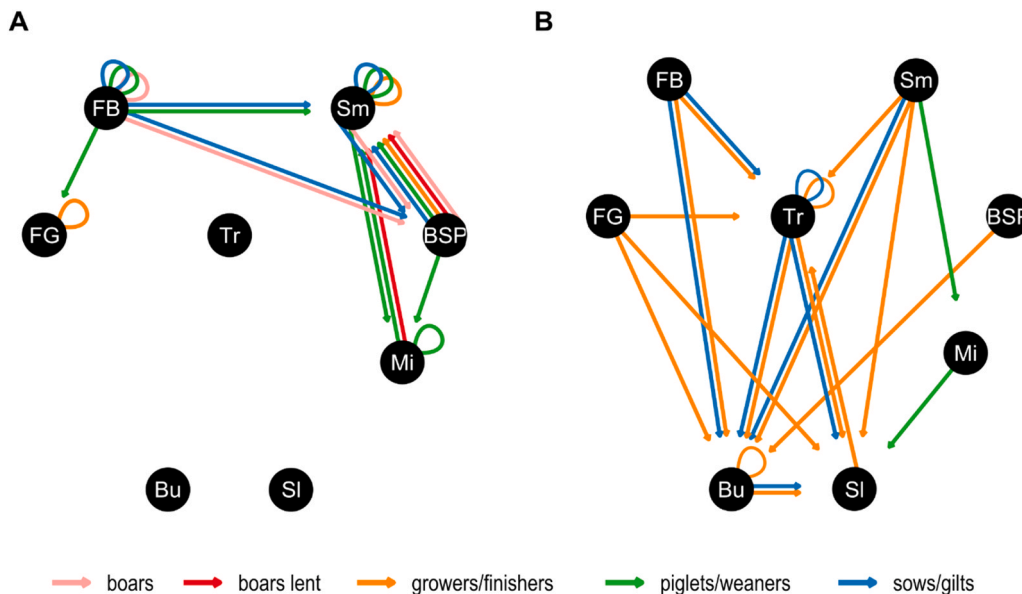 A
B
FB
Sm
FG
Tr
BSP
Mi
Bu
Sl
FB
Sm
FG
Tr
BSP
Mi
Bu
Sl
boars
boars lent
growers/finishers
piglets/weaners
sows/gilts